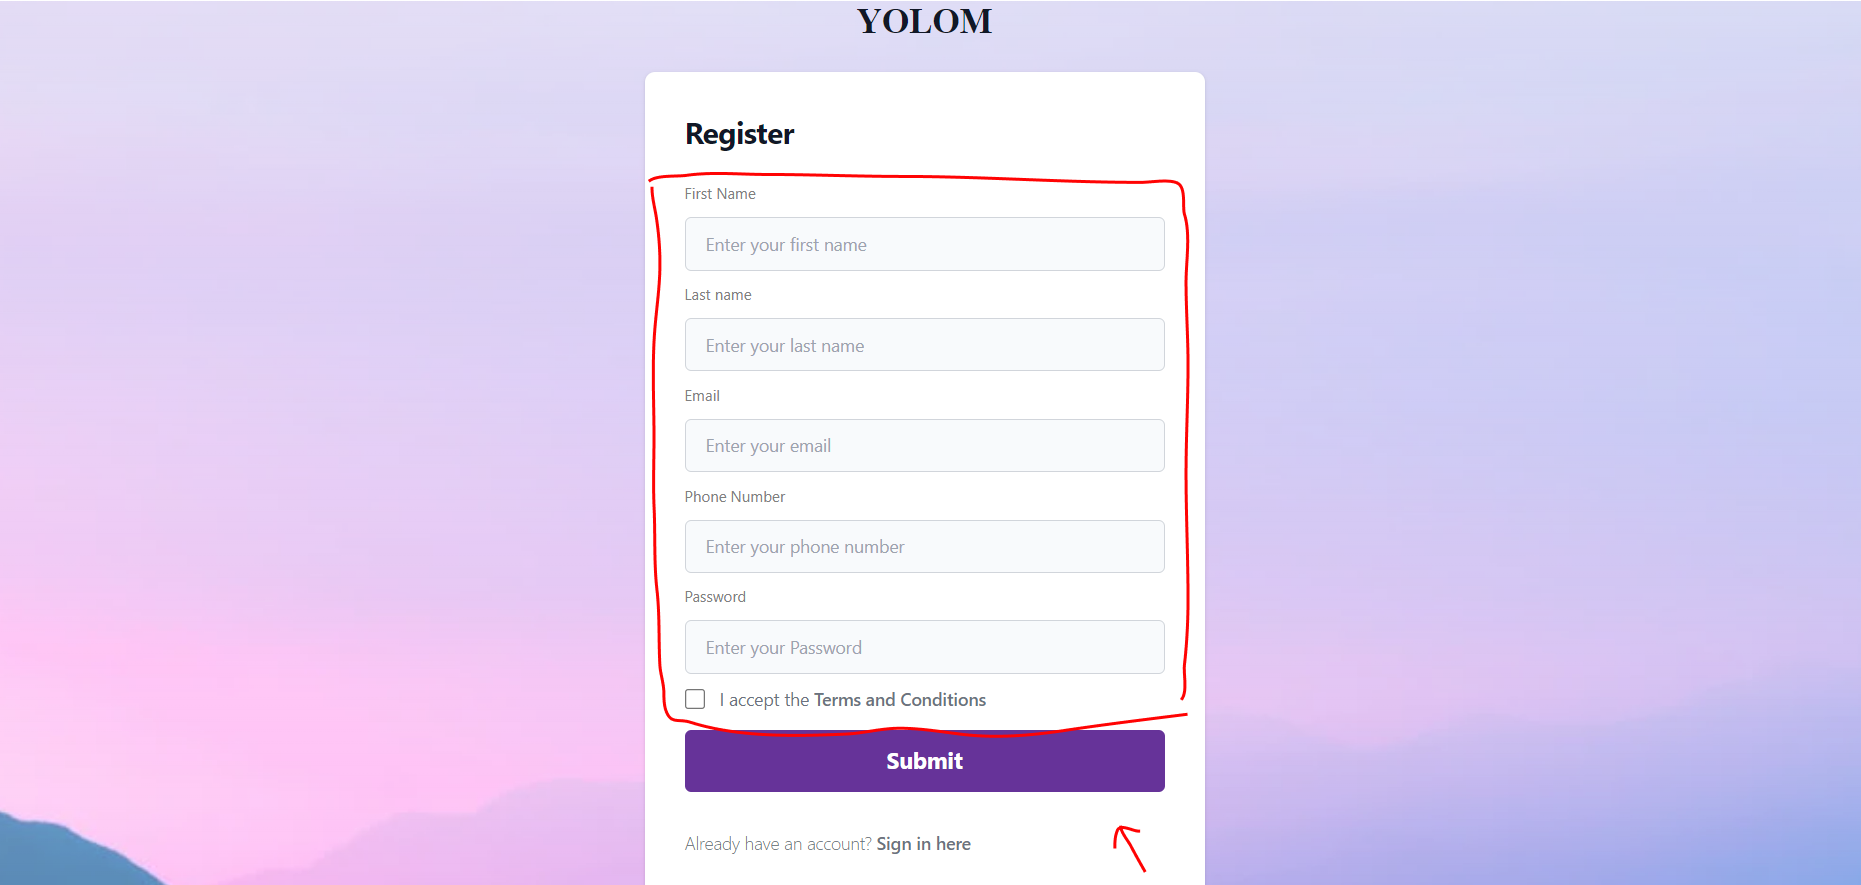 YOLOM
Register
First Name
Enter your first name
Last name
Enter your last name
Email
Enter your email
Phone Number
Enter your phone number
Password
Enter your Password
I accept the Terms and Conditions
Submit
Already have an account? Sign in here